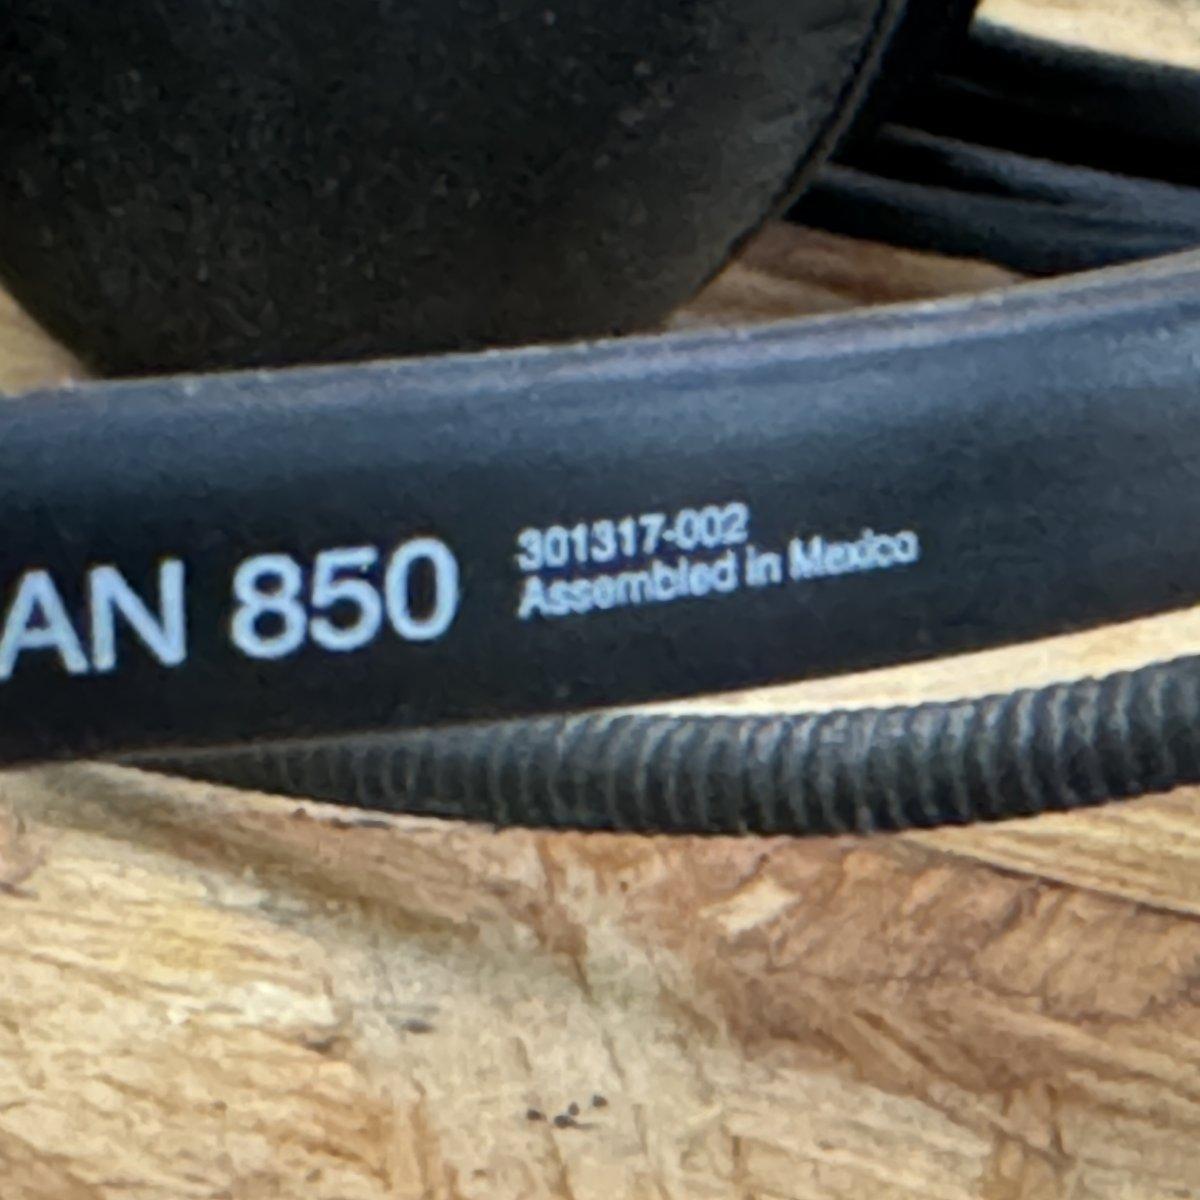 AN 850
301317-002
Assembled in Mexico